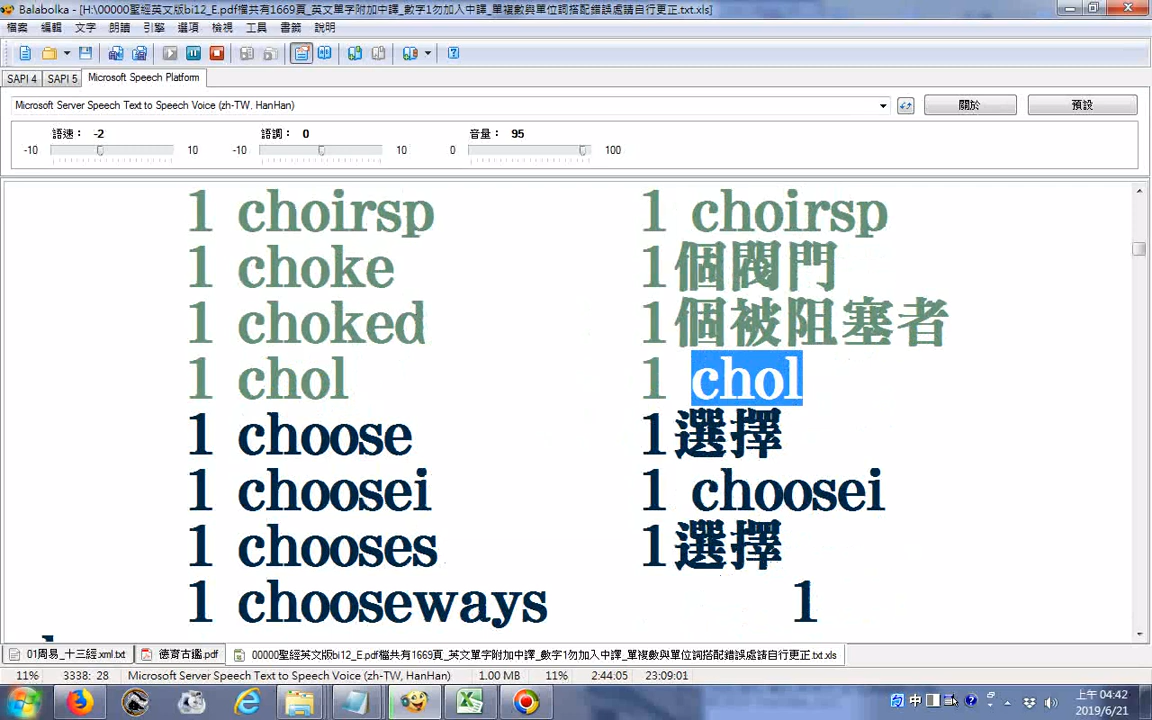 Balabolka - [H:\00000聖經英文版bi12_E.pdf檔共有1669頁_英文單字附加中譯_數字1勿加入中譯_單複數與單位詞搭配錯誤處請自行更正.txt.xls]
檔案 編輯 文字 朗讀 引擎 選項 檢視 工具 書籤 說明
SAPI 4 SAPI 5 Microsoft Speech Platform
Microsoft Server Speech Text to Speech Voice (zh-TW, HanHan) 關於 預設
語速： -2 語調： 0 音量： 95
-10 10 -10 10 0 100
1 choirsp 1 choirsp
1 choke 1個閥門
1 choked 1個被阻塞者
1 chol 1 chol
1 choose 1選擇
1 choosei 1 choosei
1 chooses 1選擇
1 chooseways 1
01周易_十三經.xml.txt 德育古鑑.pdf 00000聖經英文版bi12_E.pdf檔共有1669頁_英文單字附加中譯_數字1勿加入中譯_單複數與單位詞搭配錯誤處請自行更正.txt.xls
11% 3338: 28 Microsoft Server Speech Text to Speech Voice (zh-TW, HanHan) 1.00 MB 11% 2:44:05 23:09:01
中 上午 04:42
2019/6/21